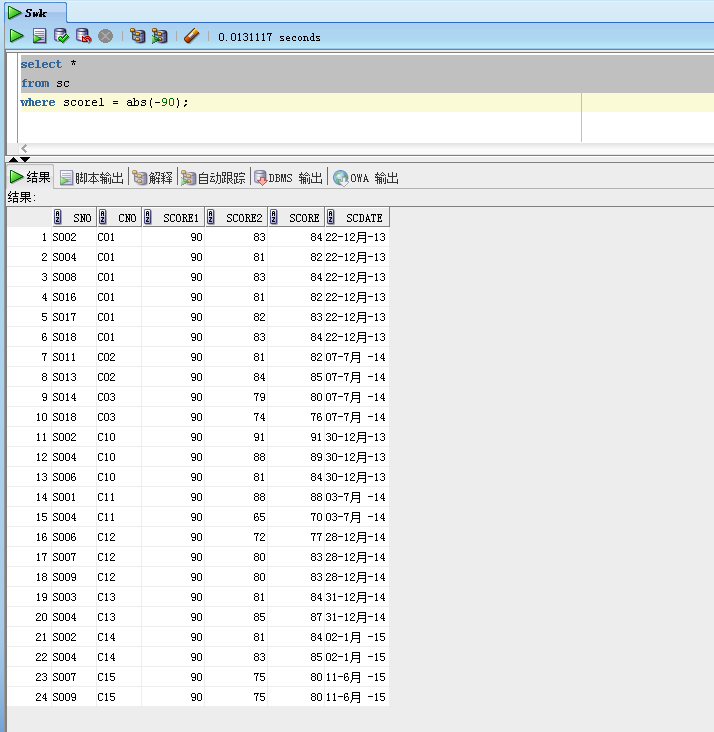 Swk
0.0131117 seconds
select *
from sc
where score1 = abs(-90);
结果 脚本输出 解释 自动跟踪 DBMS 输出 OWA 输出
结果:
SNO CNO SCORE1 SCORE2 SCORE SCDATE
1 S002 C01 90 83 84 22-12月-13
2 S004 C01 90 81 82 22-12月-13
3 S008 C01 90 83 84 22-12月-13
4 S016 C01 90 81 82 22-12月-13
5 S017 C01 90 82 83 22-12月-13
6 S018 C01 90 83 84 22-12月-13
7 S011 C02 90 81 82 07-7月 -14
8 S013 C02 90 84 85 07-7月 -14
9 S014 C03 90 79 80 07-7月 -14
10 S018 C03 90 74 76 07-7月 -14
11 S002 C10 90 91 91 30-12月-13
12 S004 C10 90 88 89 30-12月-13
13 S006 C10 90 81 84 30-12月-13
14 S001 C11 90 88 88 03-7月 -14
15 S004 C11 90 65 70 03-7月 -14
16 S006 C12 90 72 77 28-12月-14
17 S007 C12 90 80 83 28-12月-14
18 S009 C12 90 80 83 28-12月-14
19 S003 C13 90 81 84 31-12月-14
20 S004 C13 90 85 87 31-12月-14
21 S002 C14 90 81 84 02-1月 -15
22 S004 C14 90 83 85 02-1月 -15
23 S007 C15 90 75 80 11-6月 -15
24 S009 C15 90 75 80 11-6月 -15